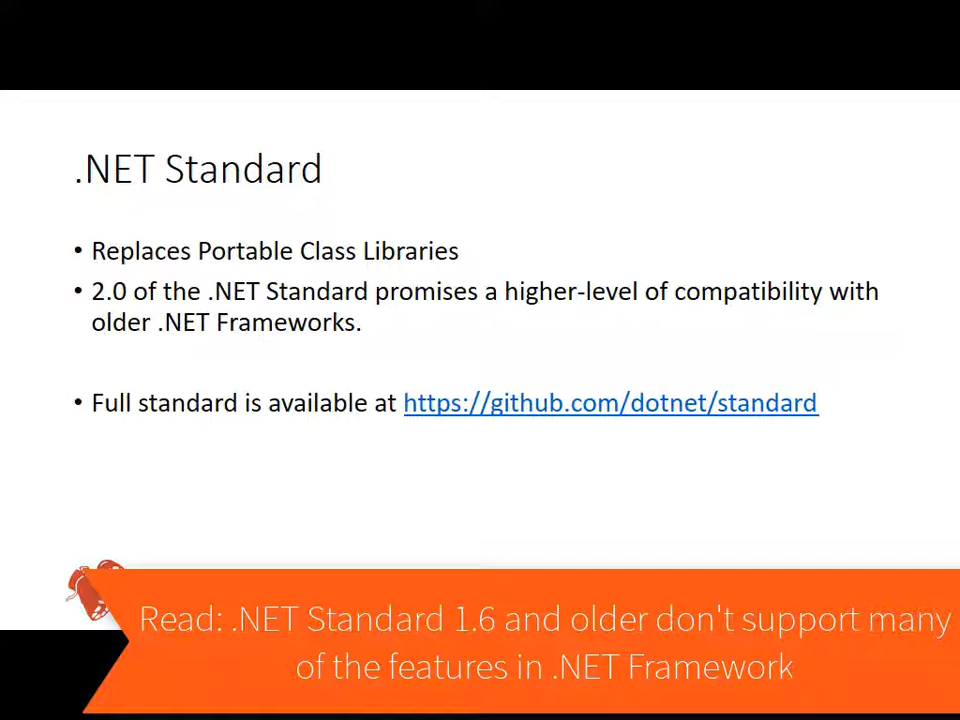 .NET Standard
• Replaces Portable Class Libraries
• 2.0 of the .NET Standard promises a higher-level of compatibility with
older .NET Frameworks.
• Full standard is available at https://github.com/dotnet/standard
Read: .NET Standard 1.6 and older don't support many
of the features in .NET Framework